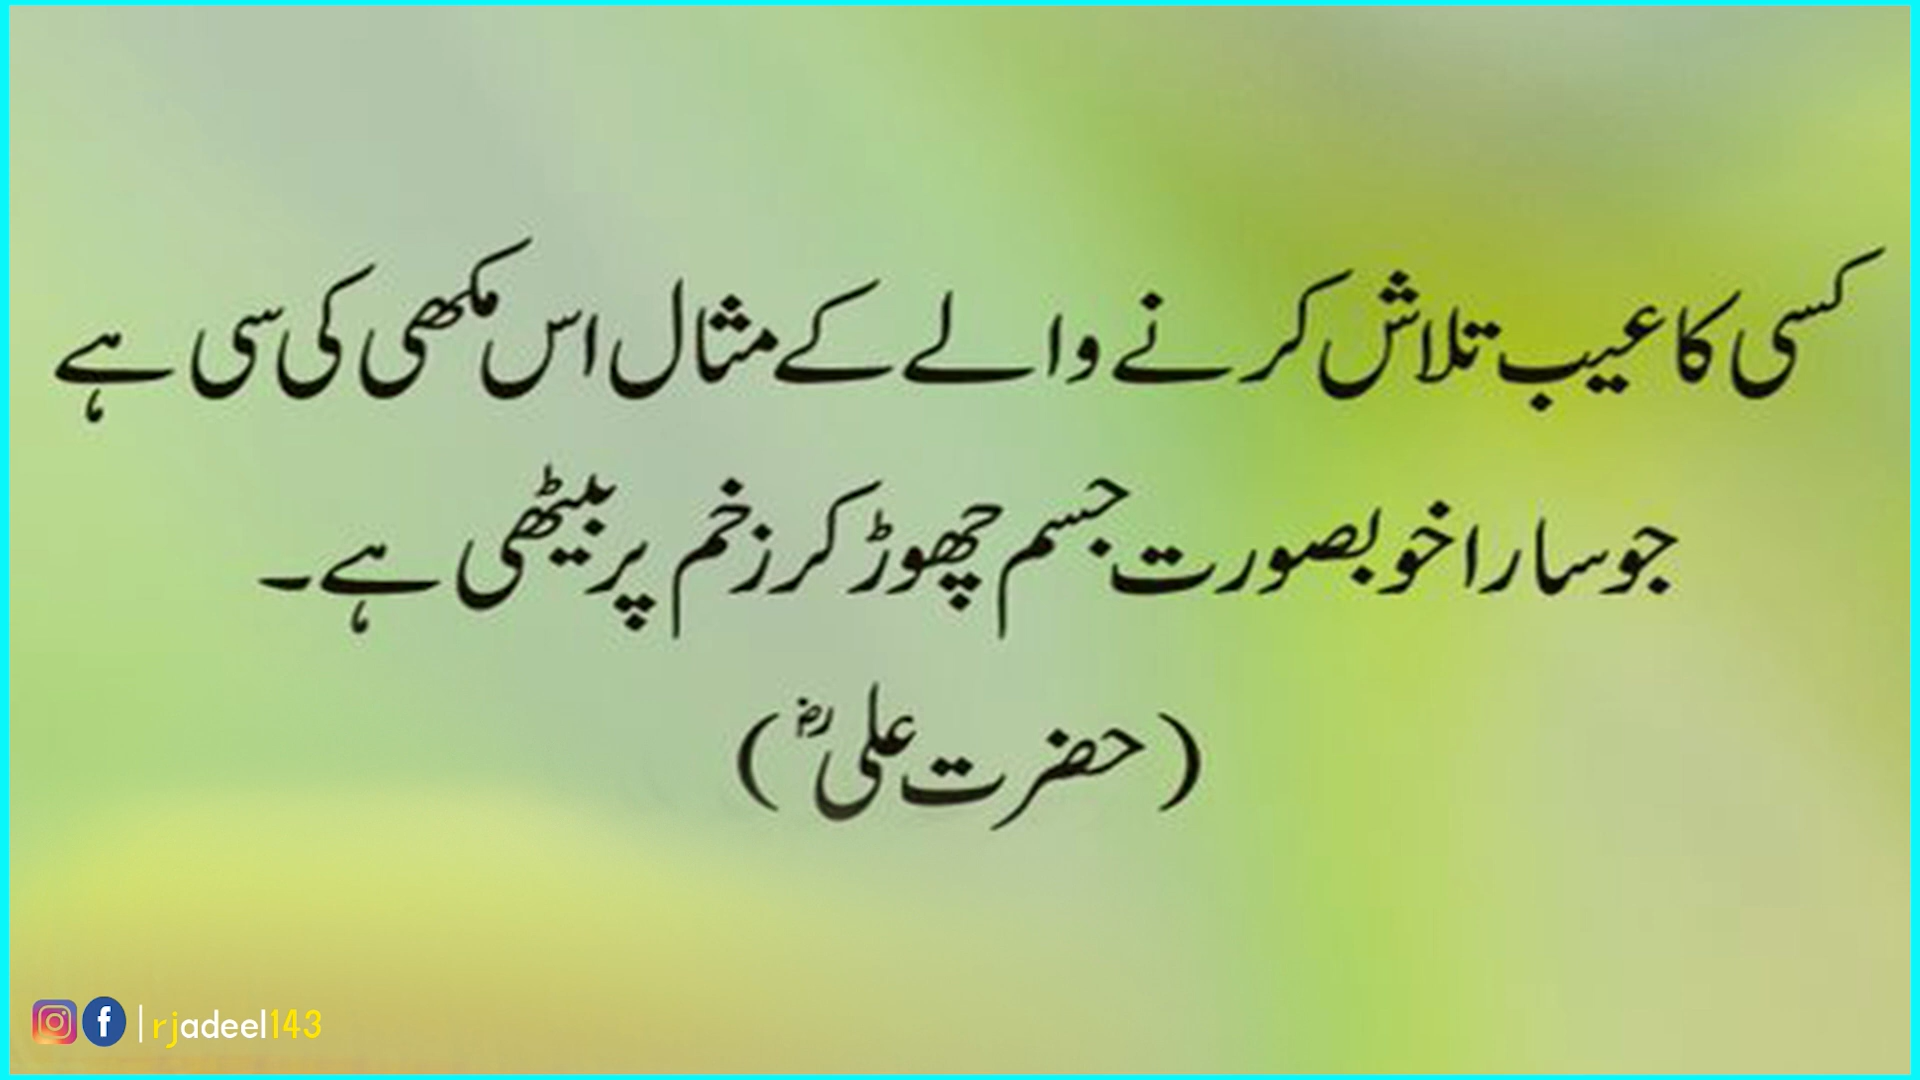 کسی کا عیب تلاش کرنے والے کے مثال اس مکھی کی سی ہے
جو سارا خوبصورت جسم چھوڑ کر زخم پر بیٹھی ہے۔
(حضرت علیؓ)
|rjadeel143